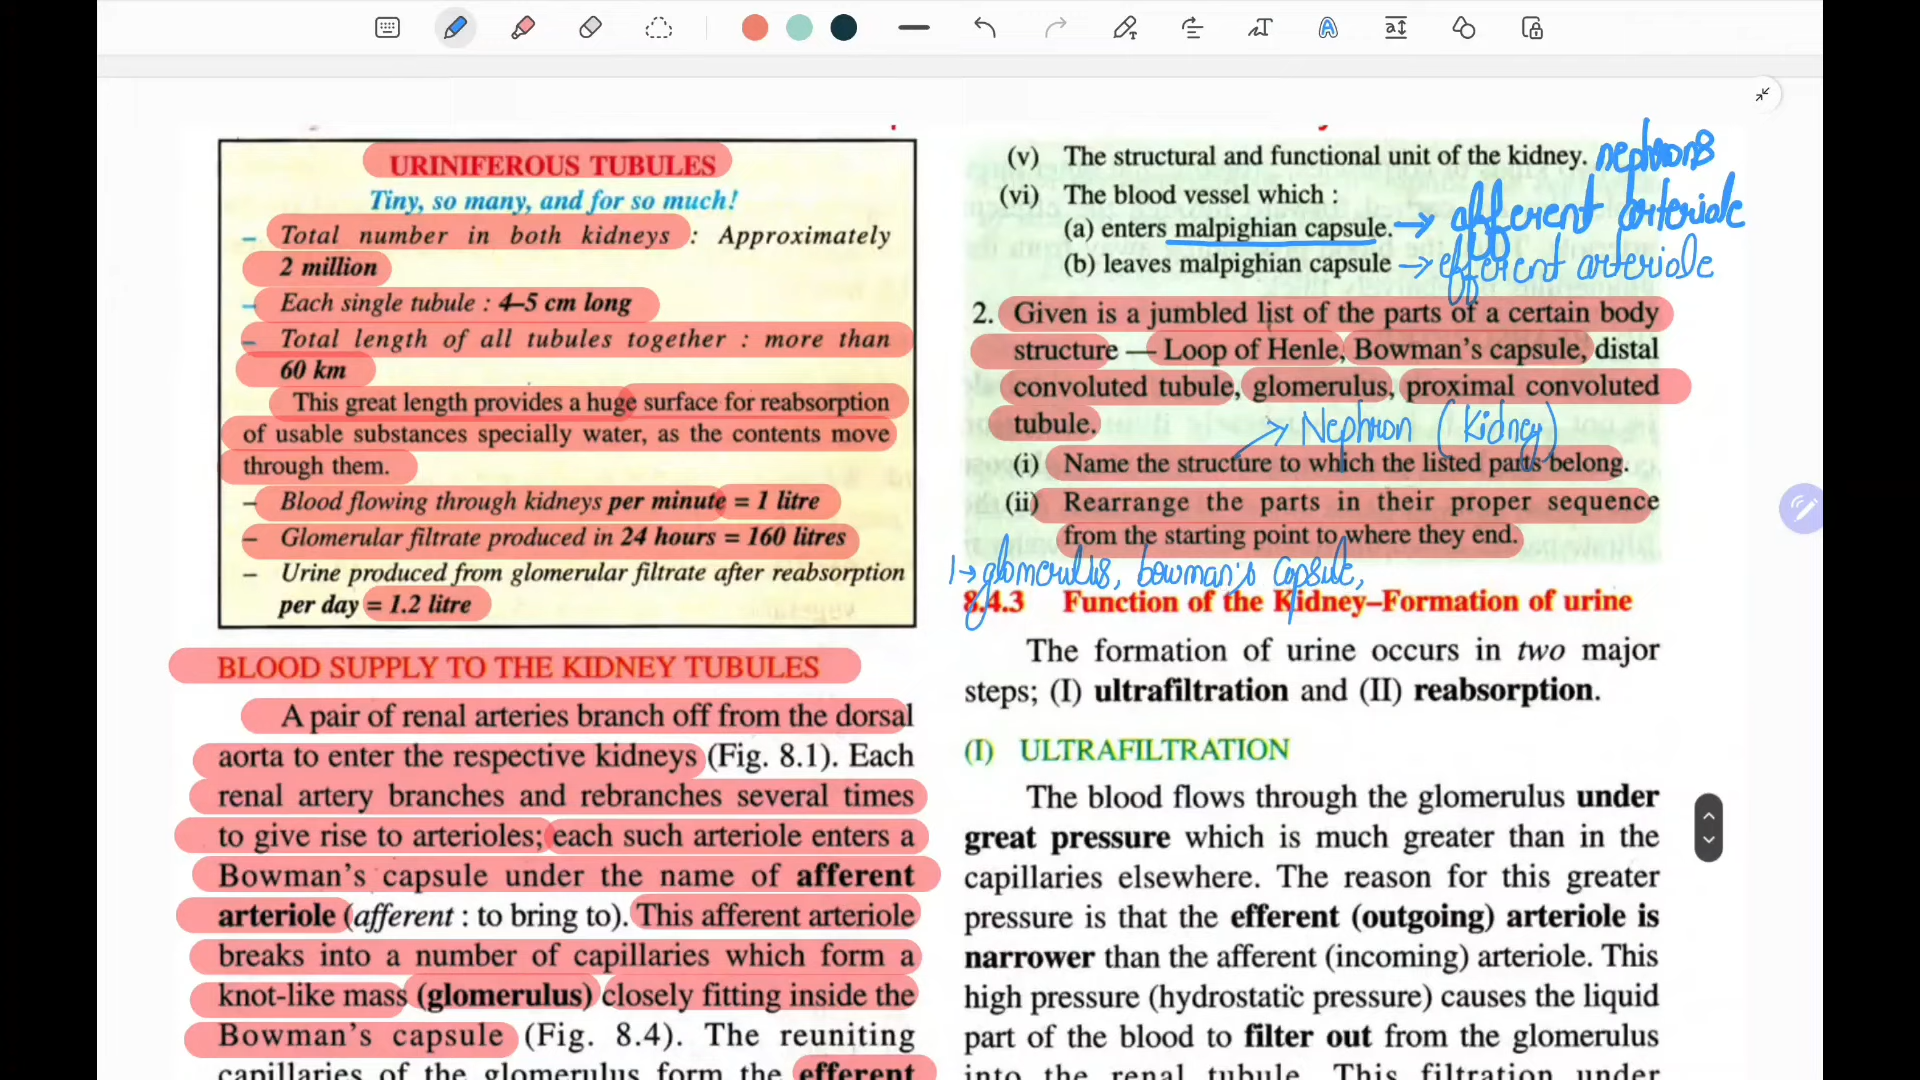 URINIFEROUS TUBULES
Tiny, so many, and for so much!
– Total number in both kidneys : Approximately
2 million
– Each single tubule : 4–5 cm long
– Total length of all tubules together : more than
60 km
This great length provides a huge surface for reabsorption
of usable substances specially water, as the contents move
through them.
– Blood flowing through kidneys per minute = 1 litre
– Glomerular filtrate produced in 24 hours = 160 litres
– Urine produced from glomerular filtrate after reabsorption
per day = 1.2 litre
BLOOD SUPPLY TO THE KIDNEY TUBULES
A pair of renal arteries branch off from the dorsal
aorta to enter the respective kidneys (Fig. 8.1). Each
renal artery branches and rebranches several times
to give rise to arterioles; each such arteriole enters a
Bowman's capsule under the name of afferent
arteriole (afferent : to bring to). This afferent arteriole
breaks into a number of capillaries which form a
knot-like mass (glomerulus) closely fitting inside the
Bowman's capsule (Fig. 8.4). The reuniting
capillaries of the glomerulus form the efferent
(v) The structural and functional unit of the kidney. nephrons
(vi) The blood vessel which :
(a) enters malpighian capsule. → afferent arteriole
(b) leaves malpighian capsule → efferent arteriole
2. Given is a jumbled list of the parts of a certain body
structure — Loop of Henle, Bowman's capsule, distal
convoluted tubule, glomerulus, proximal convoluted
tubule.
→ Nephron (Kidney)
(i) Name the structure to which the listed parts belong.
(ii) Rearrange the parts in their proper sequence
from the starting point to where they end.
1→ glomerulus, bowman's capsule,
8.4.3 Function of the Kidney–Formation of urine
The formation of urine occurs in two major
steps; (I) ultrafiltration and (II) reabsorption.
(I) ULTRAFILTRATION
The blood flows through the glomerulus under
great pressure which is much greater than in the
capillaries elsewhere. The reason for this greater
pressure is that the efferent (outgoing) arteriole is
narrower than the afferent (incoming) arteriole. This
high pressure (hydrostatic pressure) causes the liquid
part of the blood to filter out from the glomerulus
into the renal tubule. This filtration under